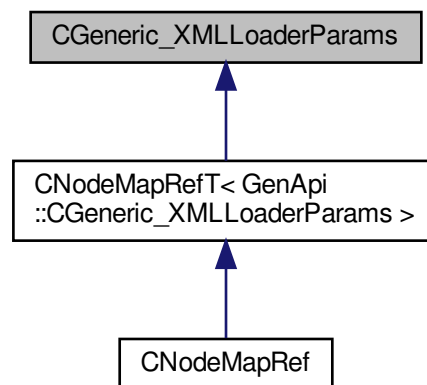 CGeneric_XMLLoaderParams
CNodeMapRefT< GenApi
::CGeneric_XMLLoaderParams >
CNodeMapRef